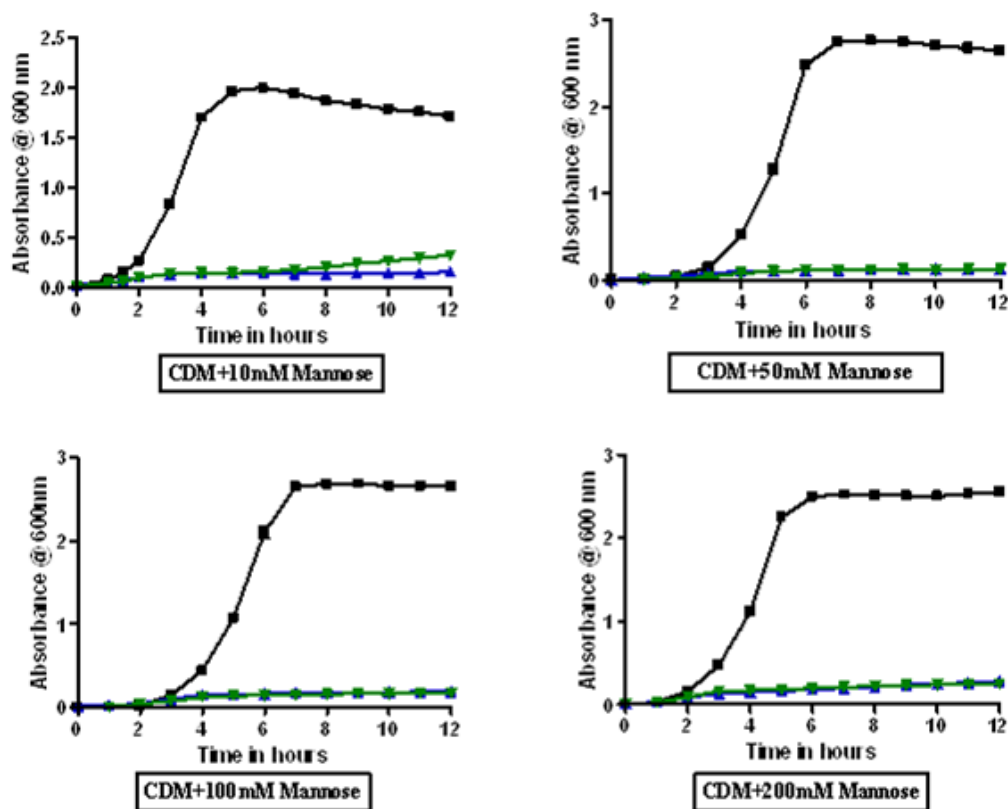 Absorbance @ 600 nm
2.5
2.0
1.5
1.0
0.5
0.0
0 2 4 6 8 10 12
Time in hours
CDM+10mM Mannose
Absorbance @ 600 nm
3
2
1
0
0 2 4 6 8 10 12
Time in hours
CDM+50mM Mannose
Absorbance @ 600nm
3
2
1
0
0 2 4 6 8 10 12
Time in hours
CDM+100mM Mannose
Absorbance @ 600 nm
3
2
1
0
0 2 4 6 8 10 12
Time in hours
CDM+200mM Mannose